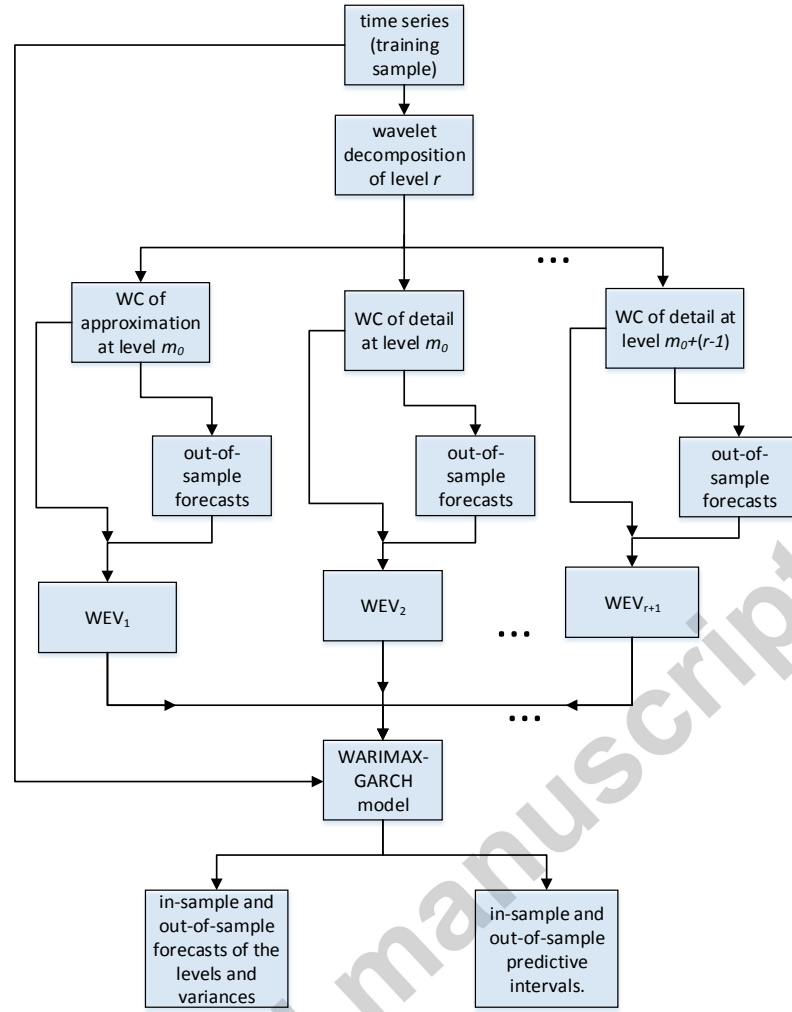 time series
(training
sample)
wavelet
decomposition
of level r
...
WC of
approximation
at level m0
WC of detail
at level m0
WC of detail at
level m0+(r-1)
out-of-
sample
forecasts
out-of-
sample
forecasts
out-of-
sample
forecasts
WEV1
WEV2
...
WEVr+1
...
WARIMAX-
GARCH
model
in-sample and
out-of-sample
forecasts of the
levels and
variances
in-sample and
out-of-sample
predictive
intervals.
manuscript